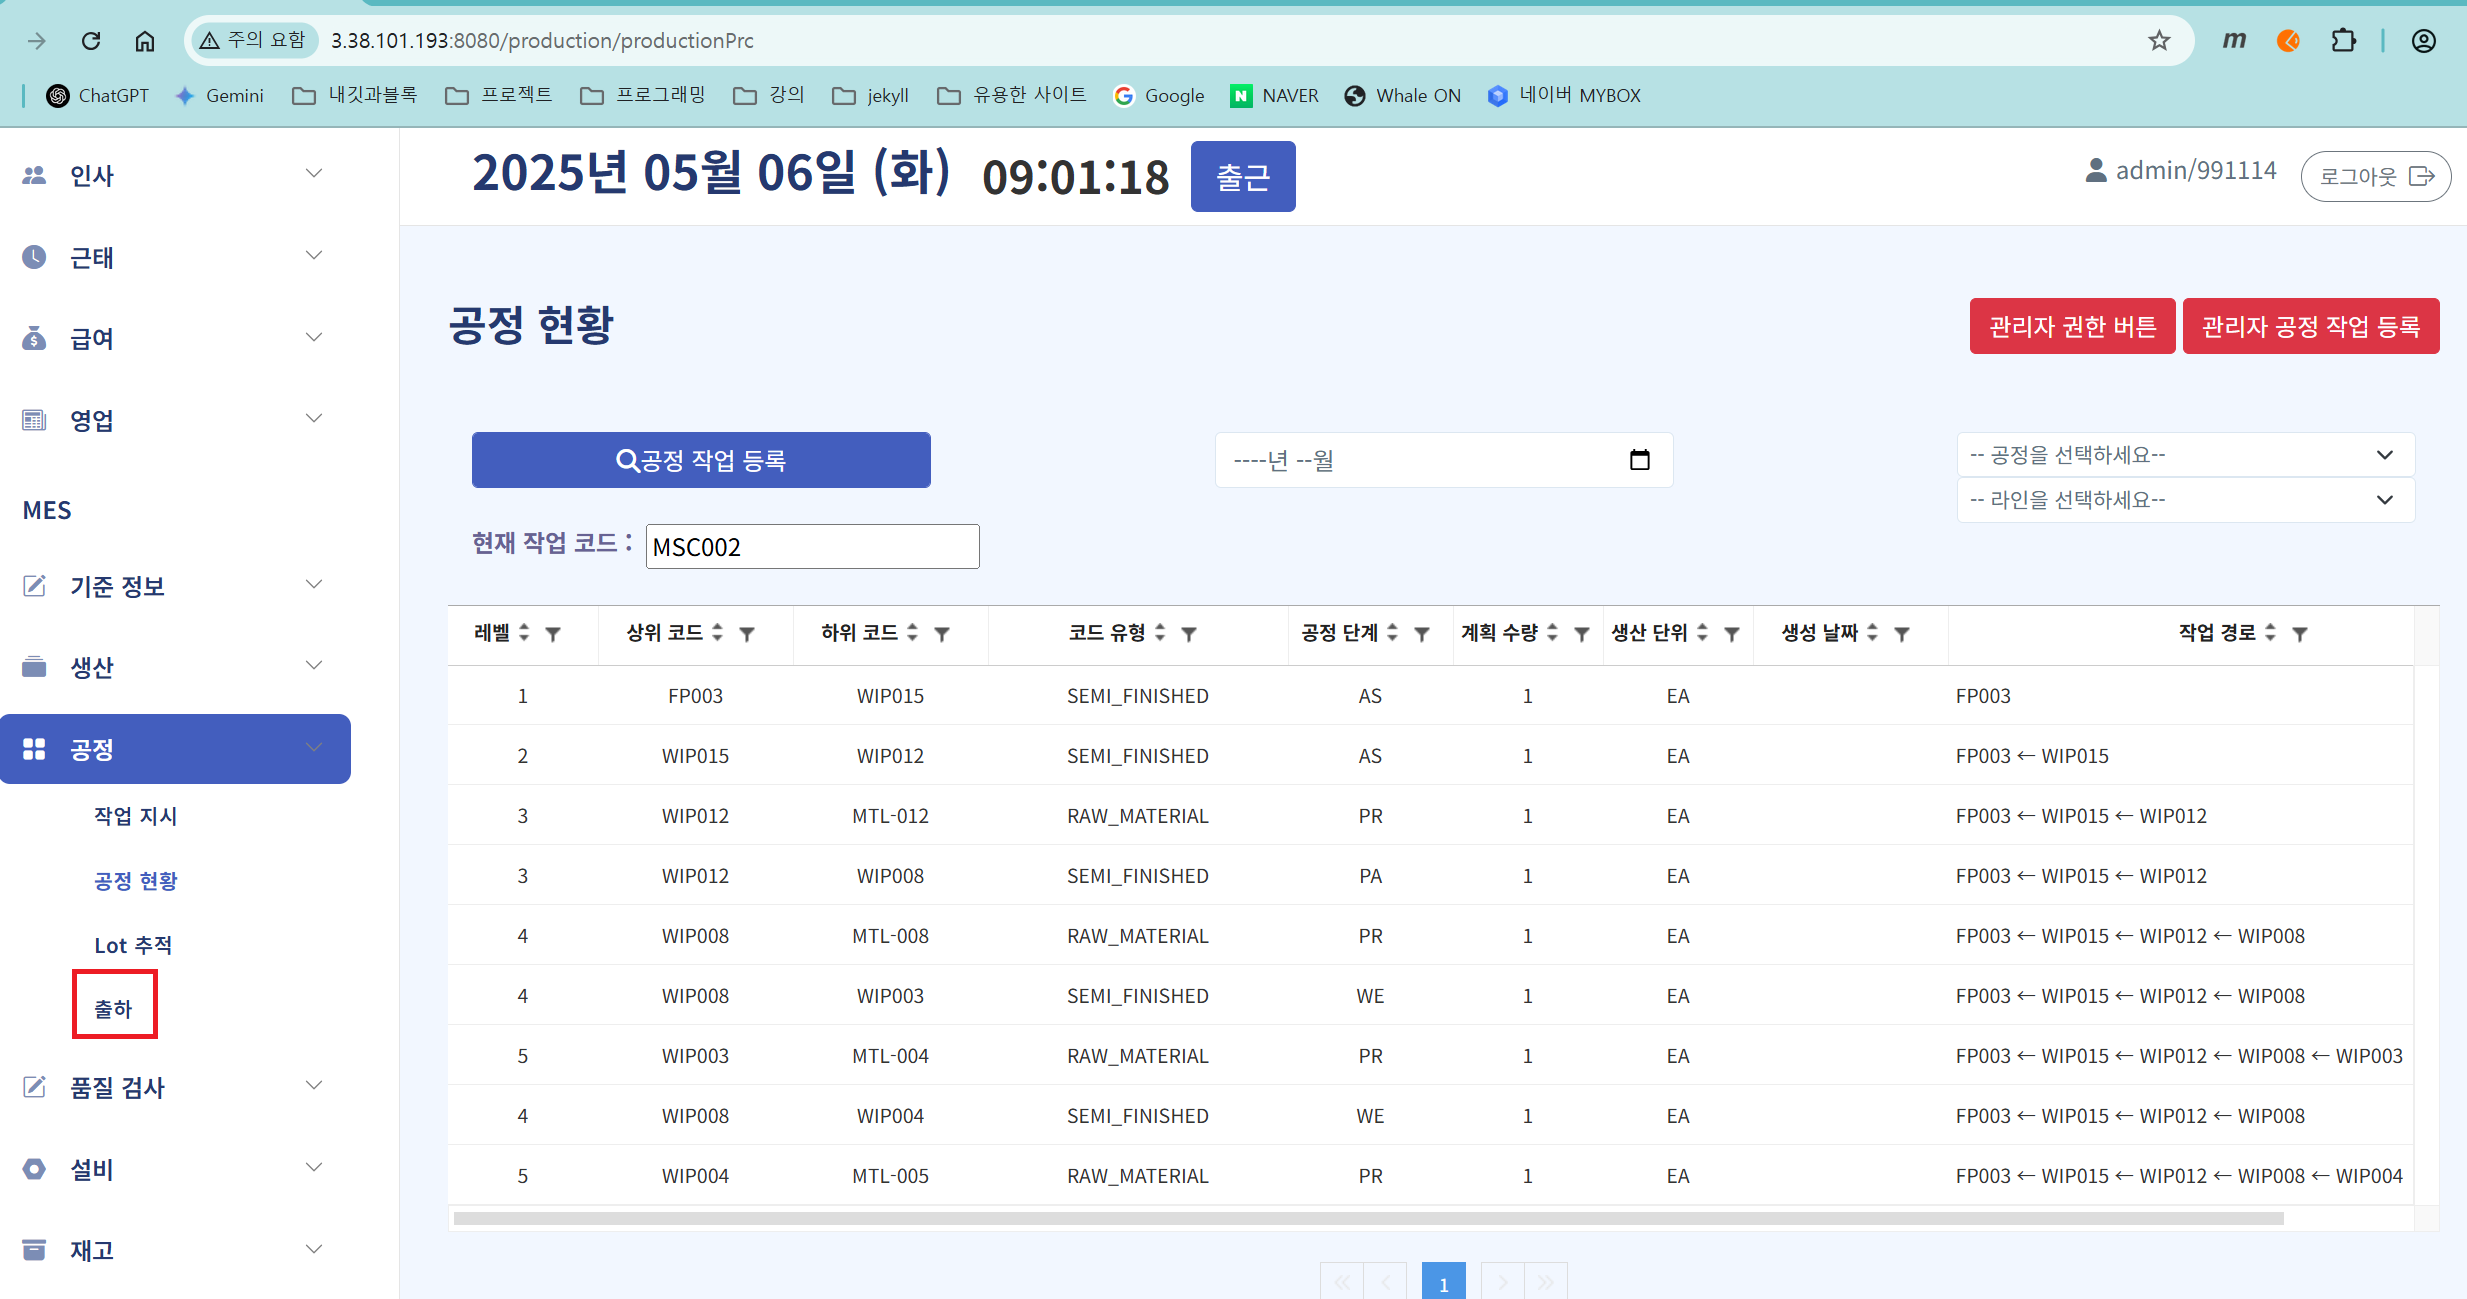 주의 요함 3.38.101.193:8080/production/productionPrc m
ChatGPT Gemini 내깃과블록 프로젝트 프로그래밍 강의 jekyll 유용한 사이트 Google NAVER Whale ON 네이버 MYBOX
인사
근태
급여
영업
MES
기준 정보
생산
공정
작업 지시
공정 현황
Lot 추적
출하
품질 검사
설비
재고
2025년 05월 06일 (화) 09:01:18 출근 admin/991114 로그아웃
공정 현황 관리자 권한 버튼 관리자 공정 작업 등록
공정 작업 등록 ----년 --월 -- 공정을 선택하세요--
-- 라인을 선택하세요--
현재 작업 코드 : MSC002
레벨 상위 코드 하위 코드 코드 유형 공정 단계 계획 수량 생산 단위 생성 날짜 작업 경로
1 FP003 WIP015 SEMI_FINISHED AS 1 EA FP003
2 WIP015 WIP012 SEMI_FINISHED AS 1 EA FP003 ← WIP015
3 WIP012 MTL-012 RAW_MATERIAL PR 1 EA FP003 ← WIP015 ← WIP012
3 WIP012 WIP008 SEMI_FINISHED PA 1 EA FP003 ← WIP015 ← WIP012
4 WIP008 MTL-008 RAW_MATERIAL PR 1 EA FP003 ← WIP015 ← WIP012 ← WIP008
4 WIP008 WIP003 SEMI_FINISHED WE 1 EA FP003 ← WIP015 ← WIP012 ← WIP008
5 WIP003 MTL-004 RAW_MATERIAL PR 1 EA FP003 ← WIP015 ← WIP012 ← WIP008 ← WIP003
4 WIP008 WIP004 SEMI_FINISHED WE 1 EA FP003 ← WIP015 ← WIP012 ← WIP008
5 WIP004 MTL-005 RAW_MATERIAL PR 1 EA FP003 ← WIP015 ← WIP012 ← WIP008 ← WIP004
« ‹ 1 › »